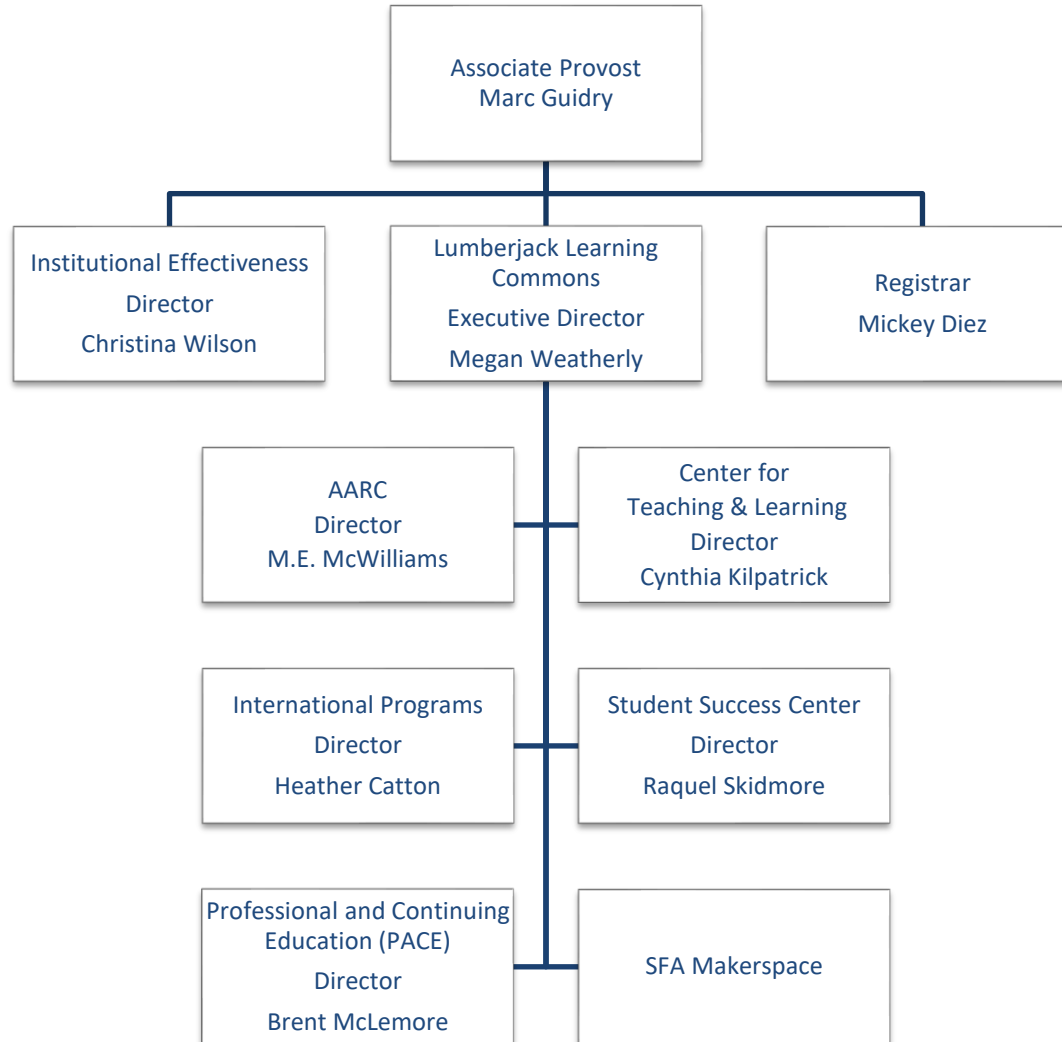 Associate Provost
Marc Guidry
Institutional Effectiveness
Director
Christina Wilson
Lumberjack Learning
Commons
Executive Director
Megan Weatherly
Registrar
Mickey Diez
AARC
Director
M.E. McWilliams
Center for
Teaching & Learning
Director
Cynthia Kilpatrick
International Programs
Director
Heather Catton
Student Success Center
Director
Raquel Skidmore
Professional and Continuing
Education (PACE)
Director
Brent McLemore
SFA Makerspace